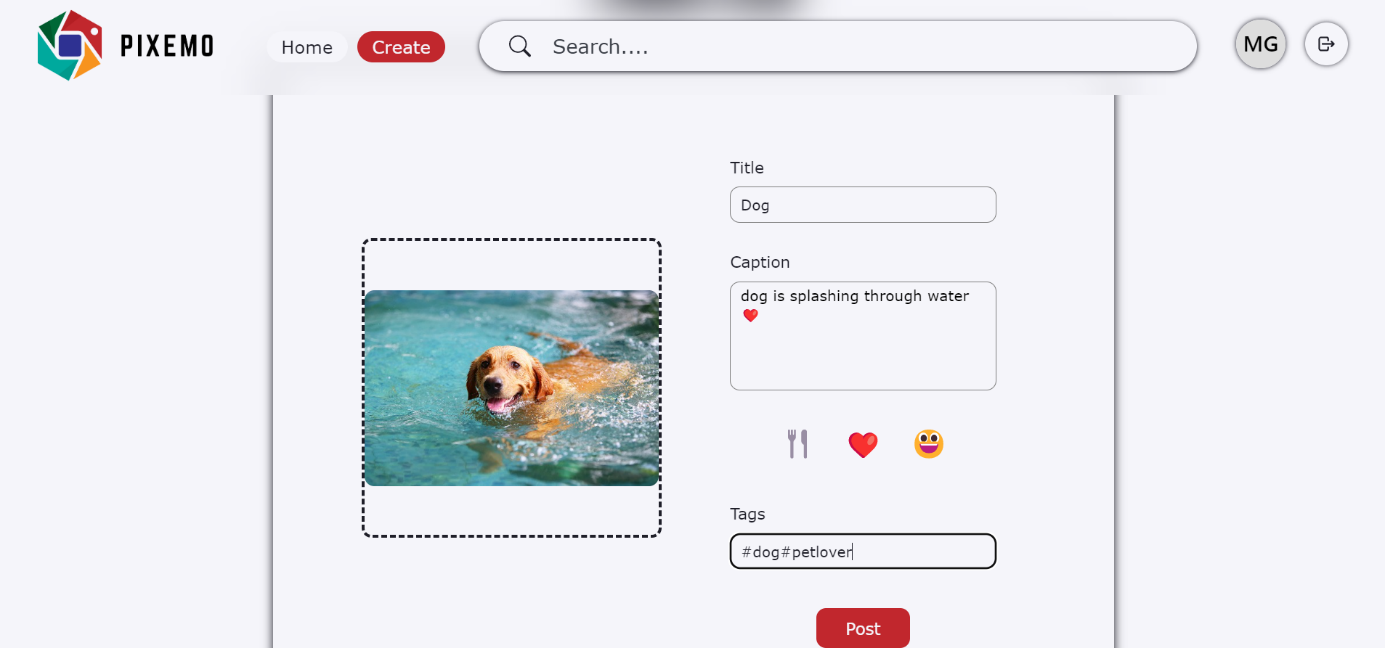 PIXEMO
Home
Create
Search....
MG
Title
Dog
Caption
dog is splashing through water
❤️
Tags
#dog#petlover
Post